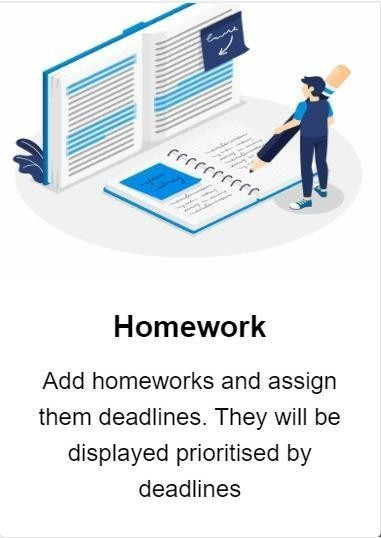 Homework
Add homeworks and assign
them deadlines. They will be
displayed prioritised by
deadlines